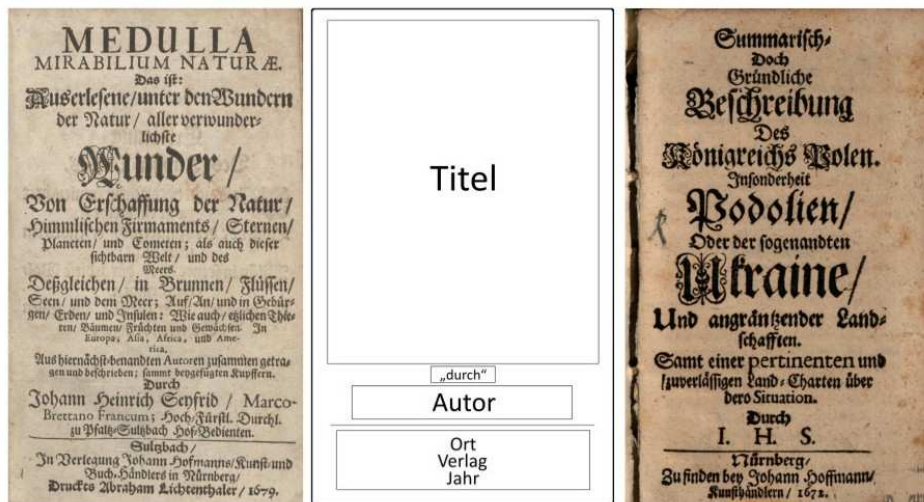 MEDULLA
MIRABILIUM NATURÆ.
Das ist:
Auserlesene/unter den Wundern
der Natur/ aller verwunder-
lichste
Wunder/
Von Erschaffung der Natur/
Himmlischen Firmaments/ Sternen/
Planeten/ und Cometen; als auch dieser
sichtbarn Welt/ und des
Meers.
Deßgleichen/ in Brunnen/ Flüssen/
Seen/ und dem Meer; Auf/An/ und in Gebür-
gen/ Erden/ und Insulen: Wie auch/ etzlichen Thie-
ren/ Bäumen/ Früchten und Gewächsen. In
Europa, Asia, Africa, und Ame-
rica,
Aus hiernächst-benandten Autoren zusammen getra-
gen und beschrieben; sammt beygefügten Kupffern.
Durch
Johann Heinrich Seyfrid/ Marco-
Brettano Francum; Hoch-Fürstl. Durchl.
zu Pfaltz-Sultzbach Hof-Bedienten.
Sultzbach/
In Verlegung Johann Hofmanns/Kunst-und
Buch-Händlers in Nürnberg/
Druckts Abraham Lichtenthaler/ 1679.
Titel
„durch“
Autor
Ort
Verlag
Jahr
Summarisch-
Doch
Gründliche
Beschreibung
Des
Königreichs Polen.
Insonderheit
Podolien/
Oder der sogenandten
Ukraine/
Und angräntzender Land-
schafften.
Samt einer pertinenten und
zuverlässigen Land-Charten über
dero Situation.
Durch
I. H. S.
Nürnberg/
Zu finden bey Johann Hoffmann/
Kunsthändlern/ 1672.